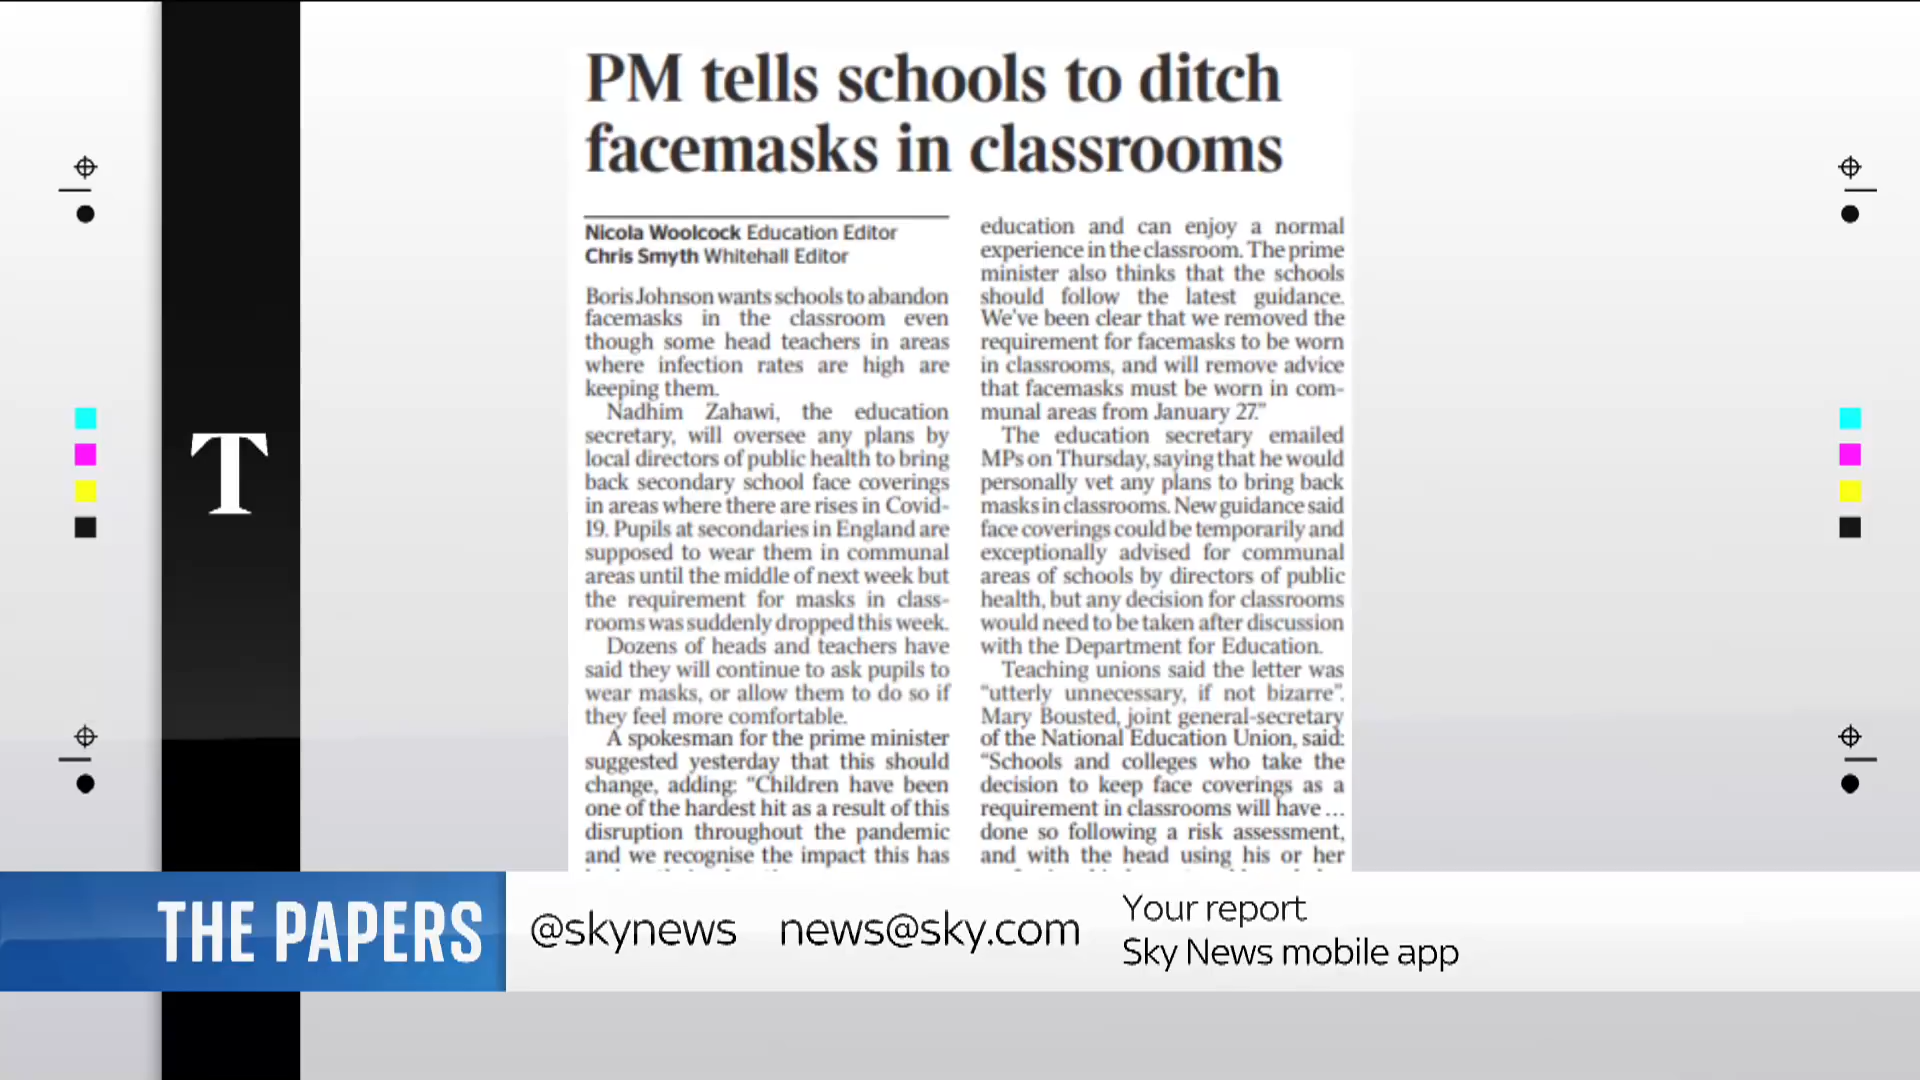 PM tells schools to ditch
facemasks in classrooms
Nicola Woolcock Education Editor
Chris Smyth Whitehall Editor
Boris Johnson wants schools to abandon
facemasks in the classroom even
though some head teachers in areas
where infection rates are high are
keeping them.
Nadhim Zahawi, the education
secretary, will oversee any plans by
local directors of public health to bring
back secondary school face coverings
in areas where there are rises in Covid-
19. Pupils at secondaries in England are
supposed to wear them in communal
areas until the middle of next week but
the requirement for masks in class-
rooms was suddenly dropped this week.
Dozens of heads and teachers have
said they will continue to ask pupils to
wear masks, or allow them to do so if
they feel more comfortable.
A spokesman for the prime minister
suggested yesterday that this should
change, adding: “Children have been
one of the hardest hit as a result of this
disruption throughout the pandemic
and we recognise the impact this has
education and can enjoy a normal
experience in the classroom. The prime
minister also thinks that the schools
should follow the latest guidance.
We've been clear that we removed the
requirement for facemasks to be worn
in classrooms, and will remove advice
that facemasks must be worn in com-
munal areas from January 27.”
The education secretary emailed
MPs on Thursday, saying that he would
personally vet any plans to bring back
masks in classrooms. New guidance said
face coverings could be temporarily and
exceptionally advised for communal
areas of schools by directors of public
health, but any decision for classrooms
would need to be taken after discussion
with the Department for Education.
Teaching unions said the letter was
“utterly unnecessary, if not bizarre”.
Mary Bousted, joint general-secretary
of the National Education Union, said:
“Schools and colleges who take the
decision to keep face coverings as a
requirement in classrooms will have ...
done so following a risk assessment,
and with the head using his or her
T
THE PAPERS
@skynews news@sky.com
Your report
Sky News mobile app